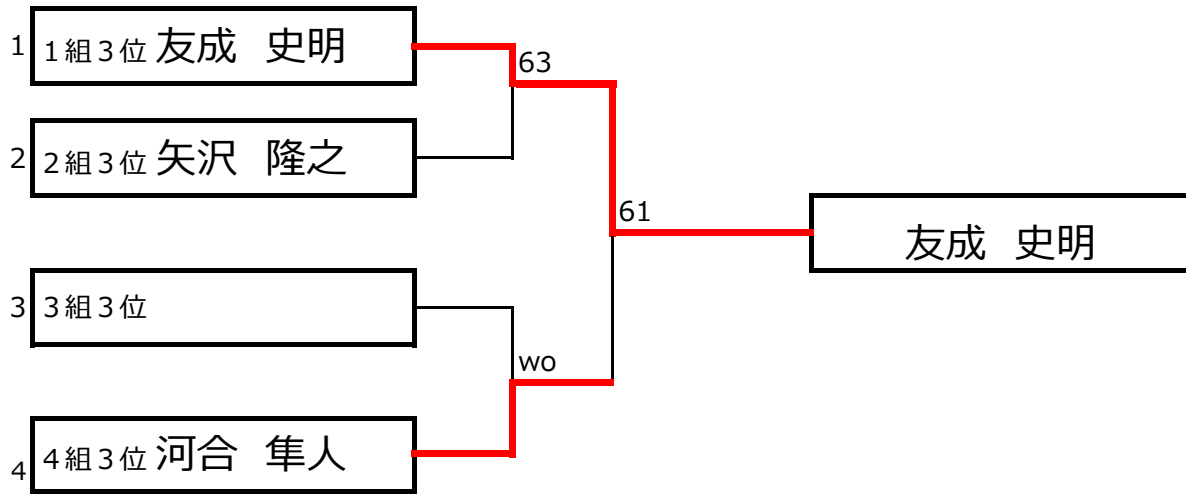 1 1組3位 友成　史明
63
2 2組3位 矢沢　隆之
61
友成　史明
3 3組3位
wo
4 4組3位 河合　隼人